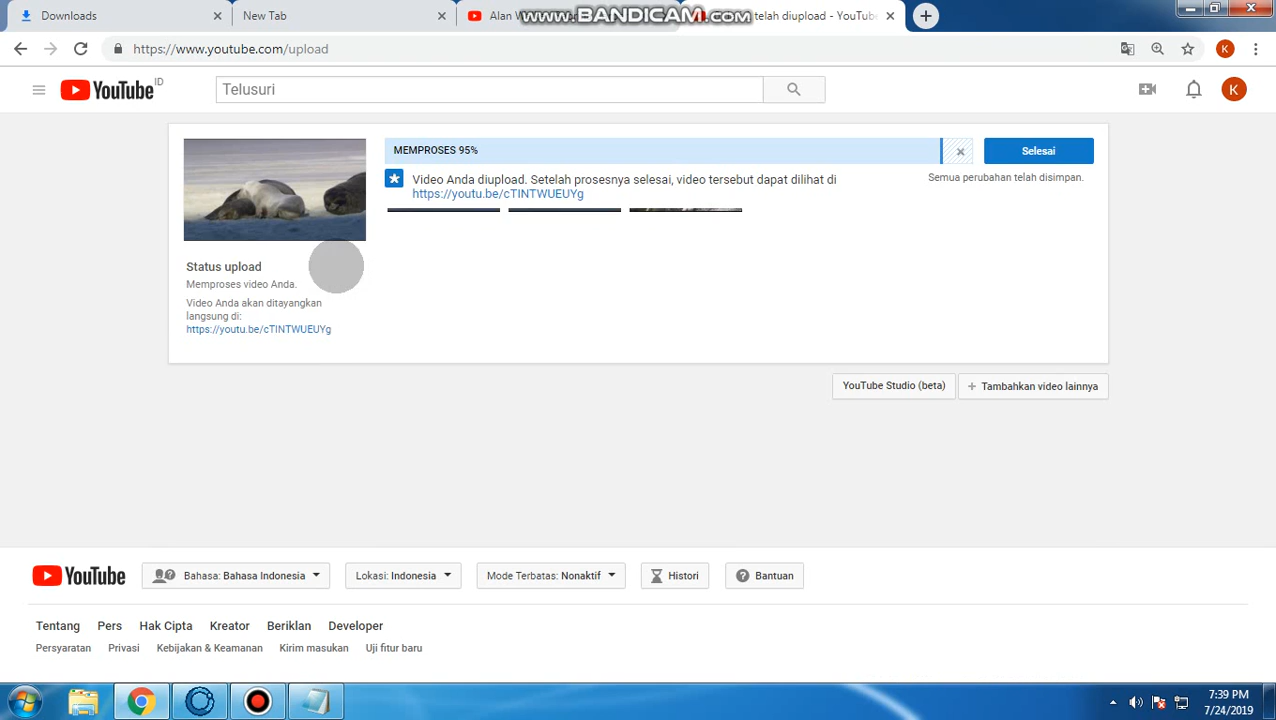 Downloads
New Tab
Alan W
www.BANDICAM.com
telah diupload - YouTube
https://www.youtube.com/upload
K
YouTube ID
Telusuri
K
MEMPROSES 95%
Selesai
Video Anda diupload. Setelah prosesnya selesai, video tersebut dapat dilihat di
https://youtu.be/cTINTWUEUYg
Semua perubahan telah disimpan.
Status upload
Memproses video Anda.
Video Anda akan ditayangkan
langsung di:
https://youtu.be/cTINTWUEUYg
YouTube Studio (beta)
+ Tambahkan video lainnya
YouTube
Bahasa: Bahasa Indonesia
Lokasi: Indonesia
Mode Terbatas: Nonaktif
Histori
Bantuan
Tentang Pers Hak Cipta Kreator Beriklan Developer
Persyaratan Privasi Kebijakan & Keamanan Kirim masukan Uji fitur baru
7:39 PM
7/24/2019